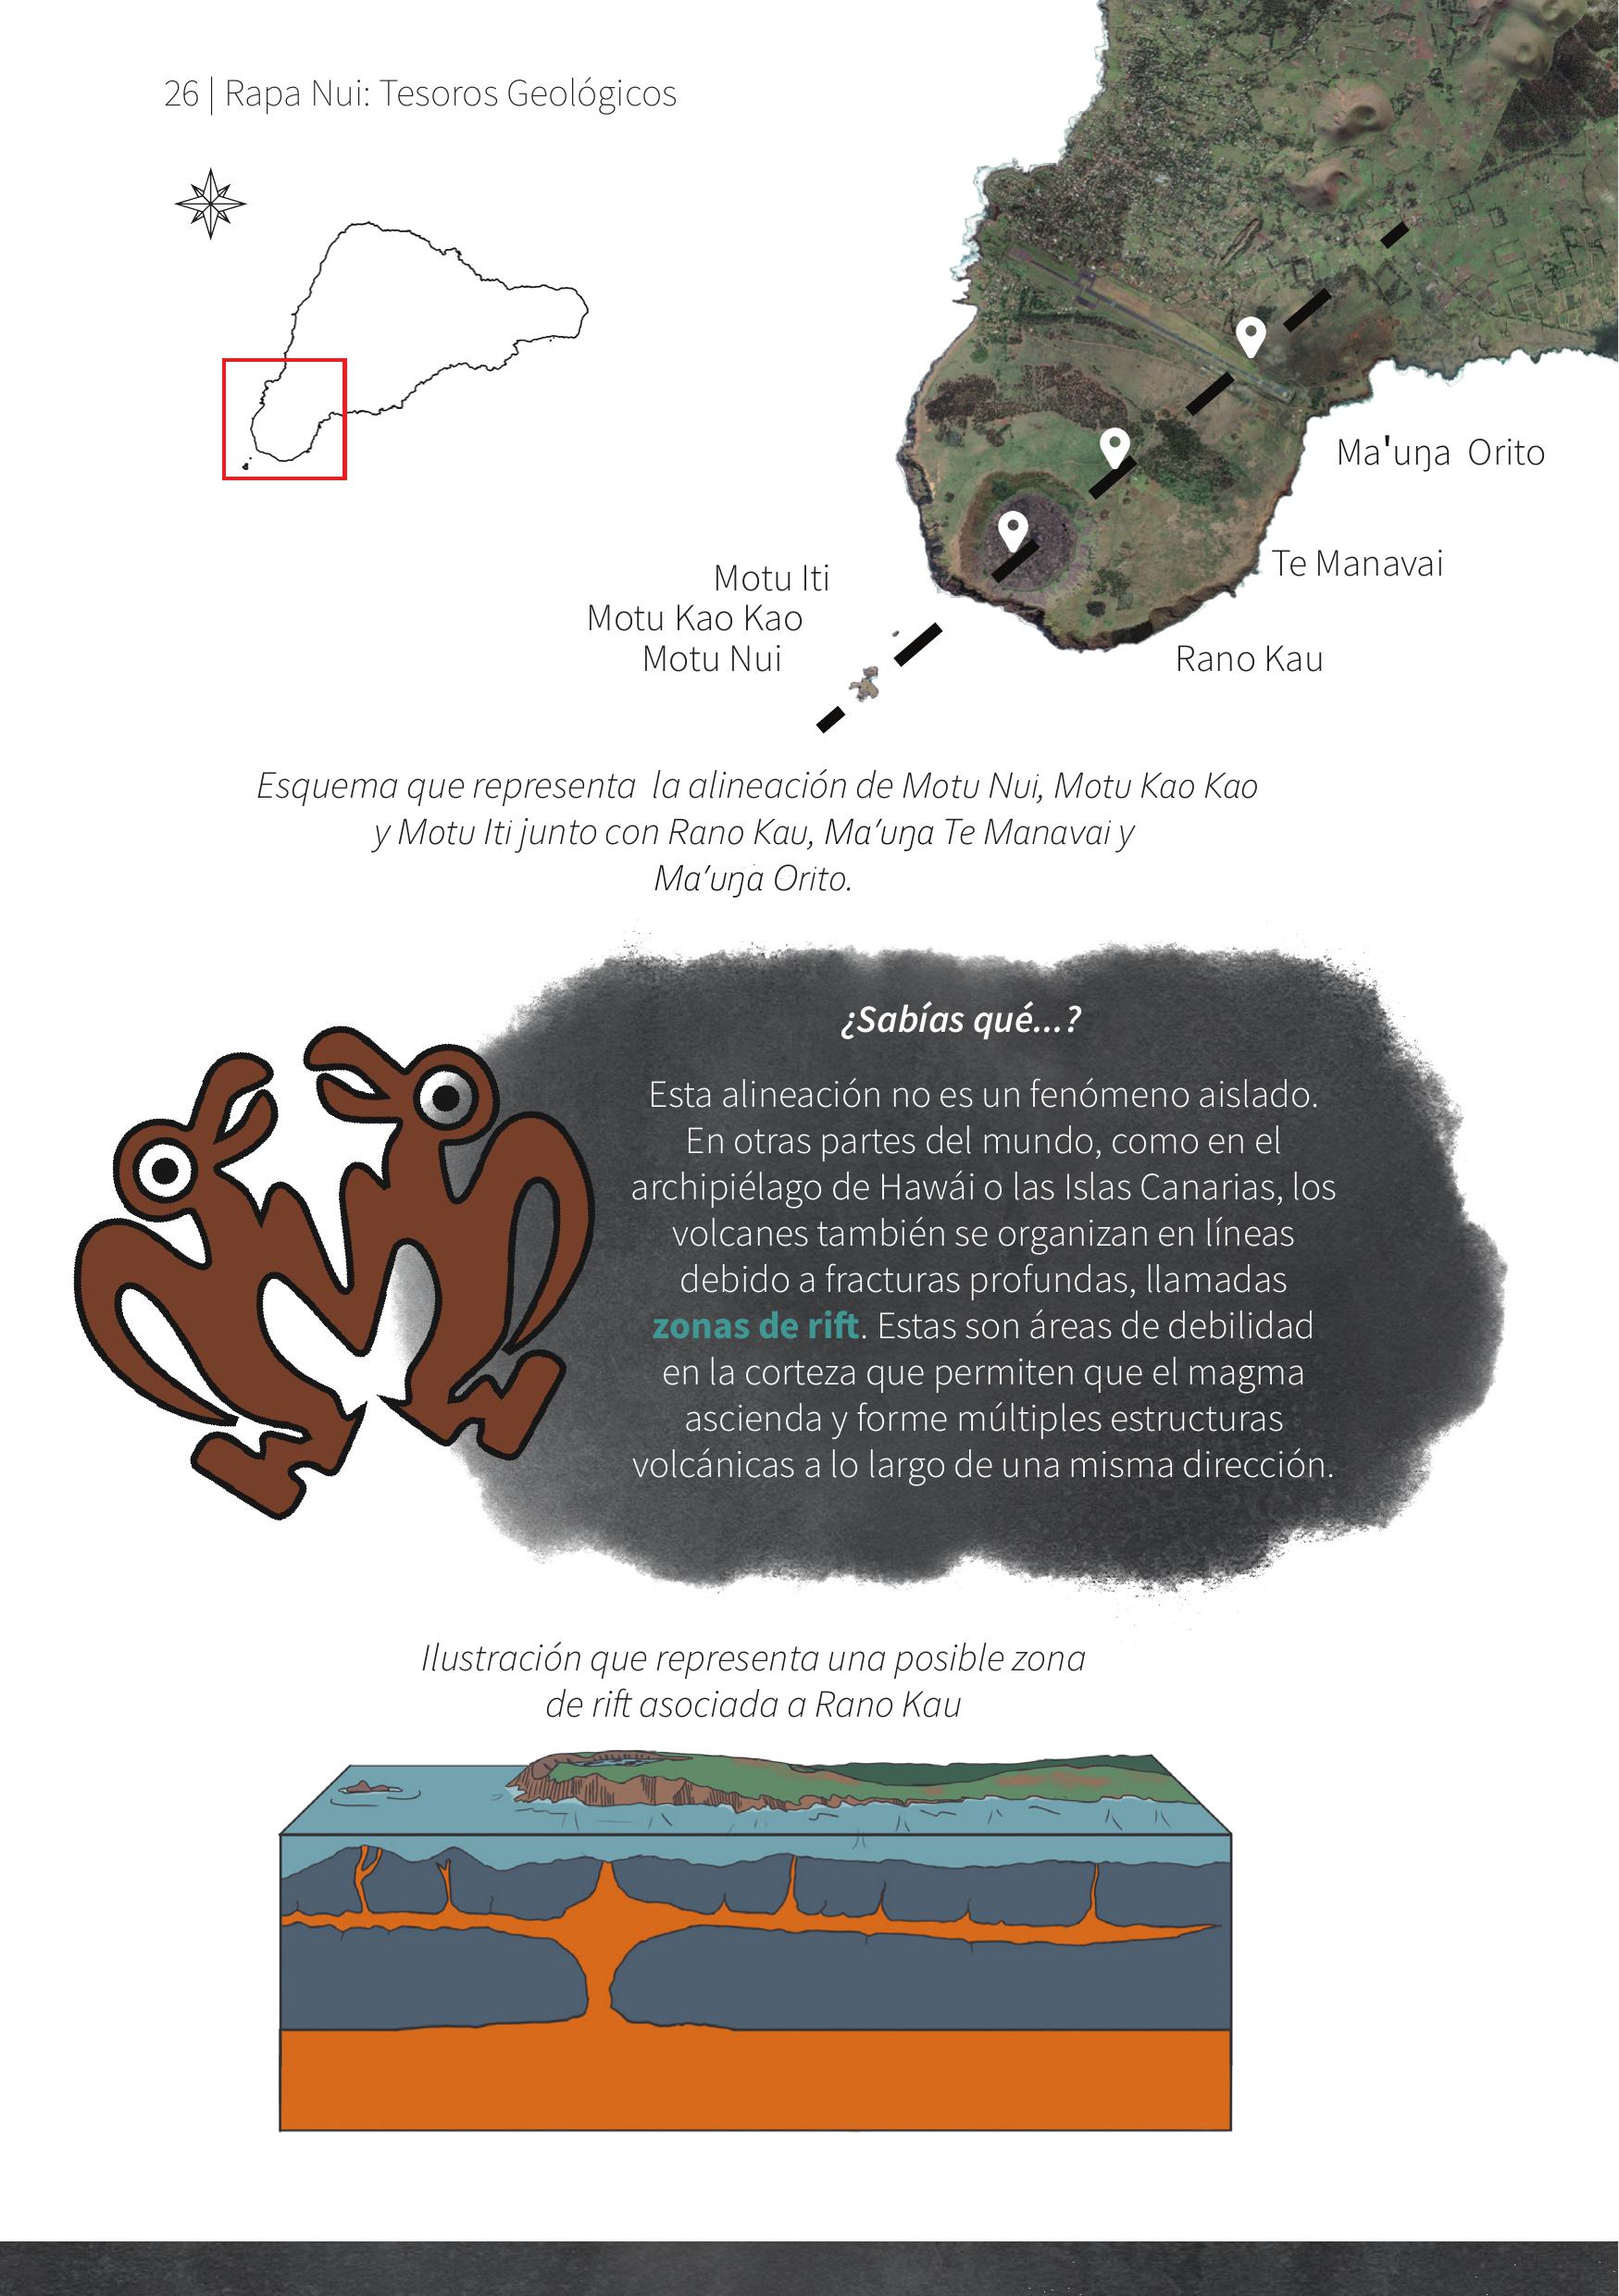 26 | Rapa Nui: Tesoros Geológicos
Ma'uŋa Orito
Te Manavai
Rano Kau
Motu Iti
Motu Kao Kao
Motu Nui
Esquema que representa la alineación de Motu Nui, Motu Kao Kao
y Motu Iti junto con Rano Kau, Ma'uŋa Te Manavai y
Ma'uŋa Orito.
¿Sabías qué...?
Esta alineación no es un fenómeno aislado.
En otras partes del mundo, como en el
archipiélago de Hawái o las Islas Canarias, los
volcanes también se organizan en líneas
debido a fracturas profundas, llamadas
zonas de rift. Estas son áreas de debilidad
en la corteza que permiten que el magma
ascienda y forme múltiples estructuras
volcánicas a lo largo de una misma dirección.
Ilustración que representa una posible zona
de rift asociada a Rano Kau